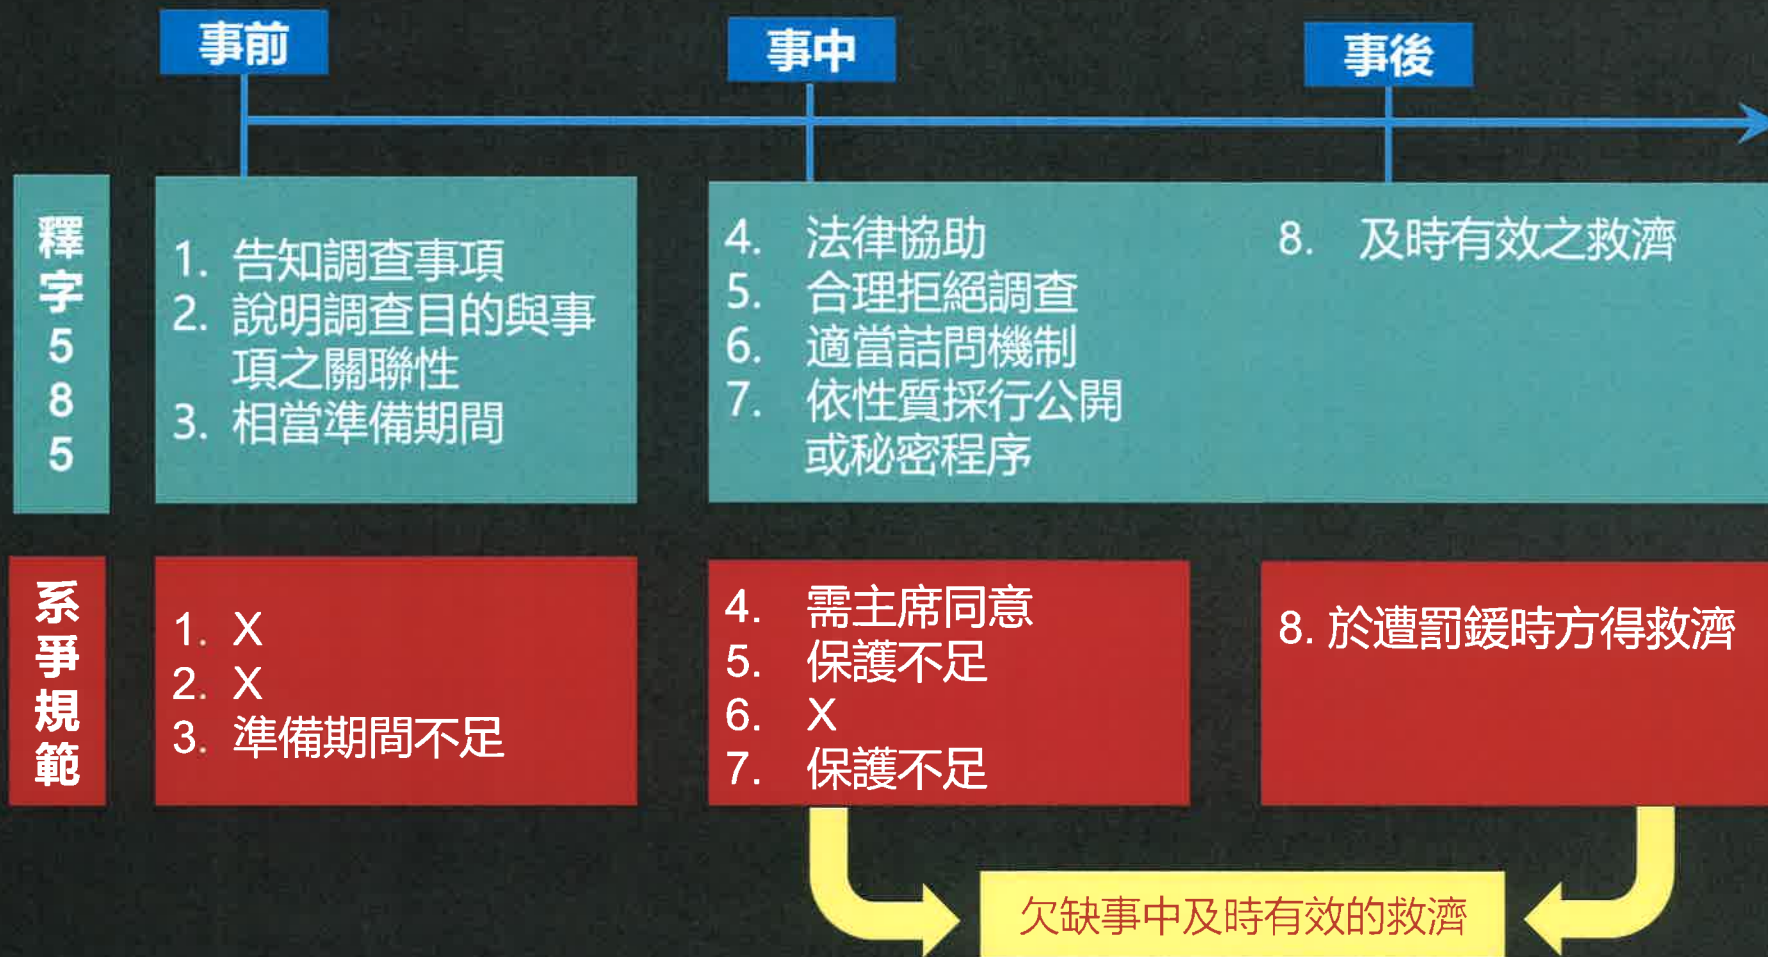 事前
事中
事後
釋字585
1. 告知調查事項
2. 說明調查目的與事
項之關聯性
3. 相當準備期間
4. 法律協助
5. 合理拒絕調查
6. 適當詰問機制
7. 依性質採行公開
或秘密程序
8. 及時有效之救濟
系爭規範
1. X
2. X
3. 準備期間不足
4. 需主席同意
5. 保護不足
6. X
7. 保護不足
8. 於遭罰鍰時方得救濟
欠缺事中及時有效的救濟